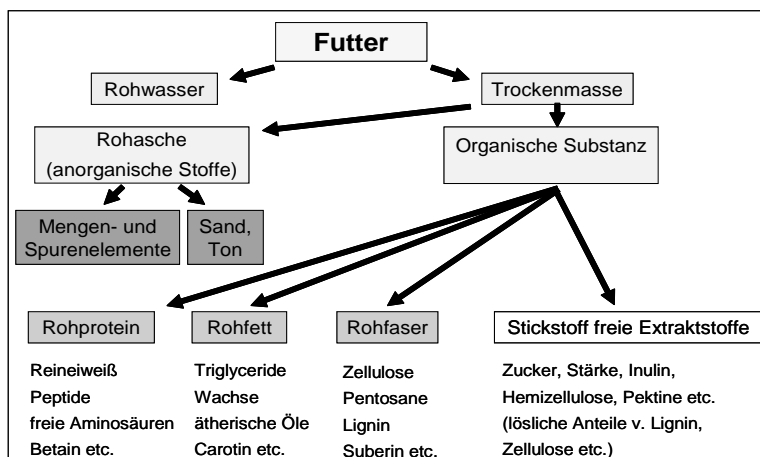 Futter
Rohwasser
Trockenmasse
Rohasche
(anorganische Stoffe)
Organische Substanz
Mengen- und
Spurenelemente
Sand,
Ton
Rohprotein
Rohfett
Rohfaser
Stickstoff freie Extraktstoffe
Reineiweiß
Peptide
freie Aminosäuren
Betain etc.
Triglyceride
Wachse
ätherische Öle
Carotin etc.
Zellulose
Pentosane
Lignin
Suberin etc.
Zucker, Stärke, Inulin,
Hemizellulose, Pektine etc.
(lösliche Anteile v. Lignin,
Zellulose etc.)